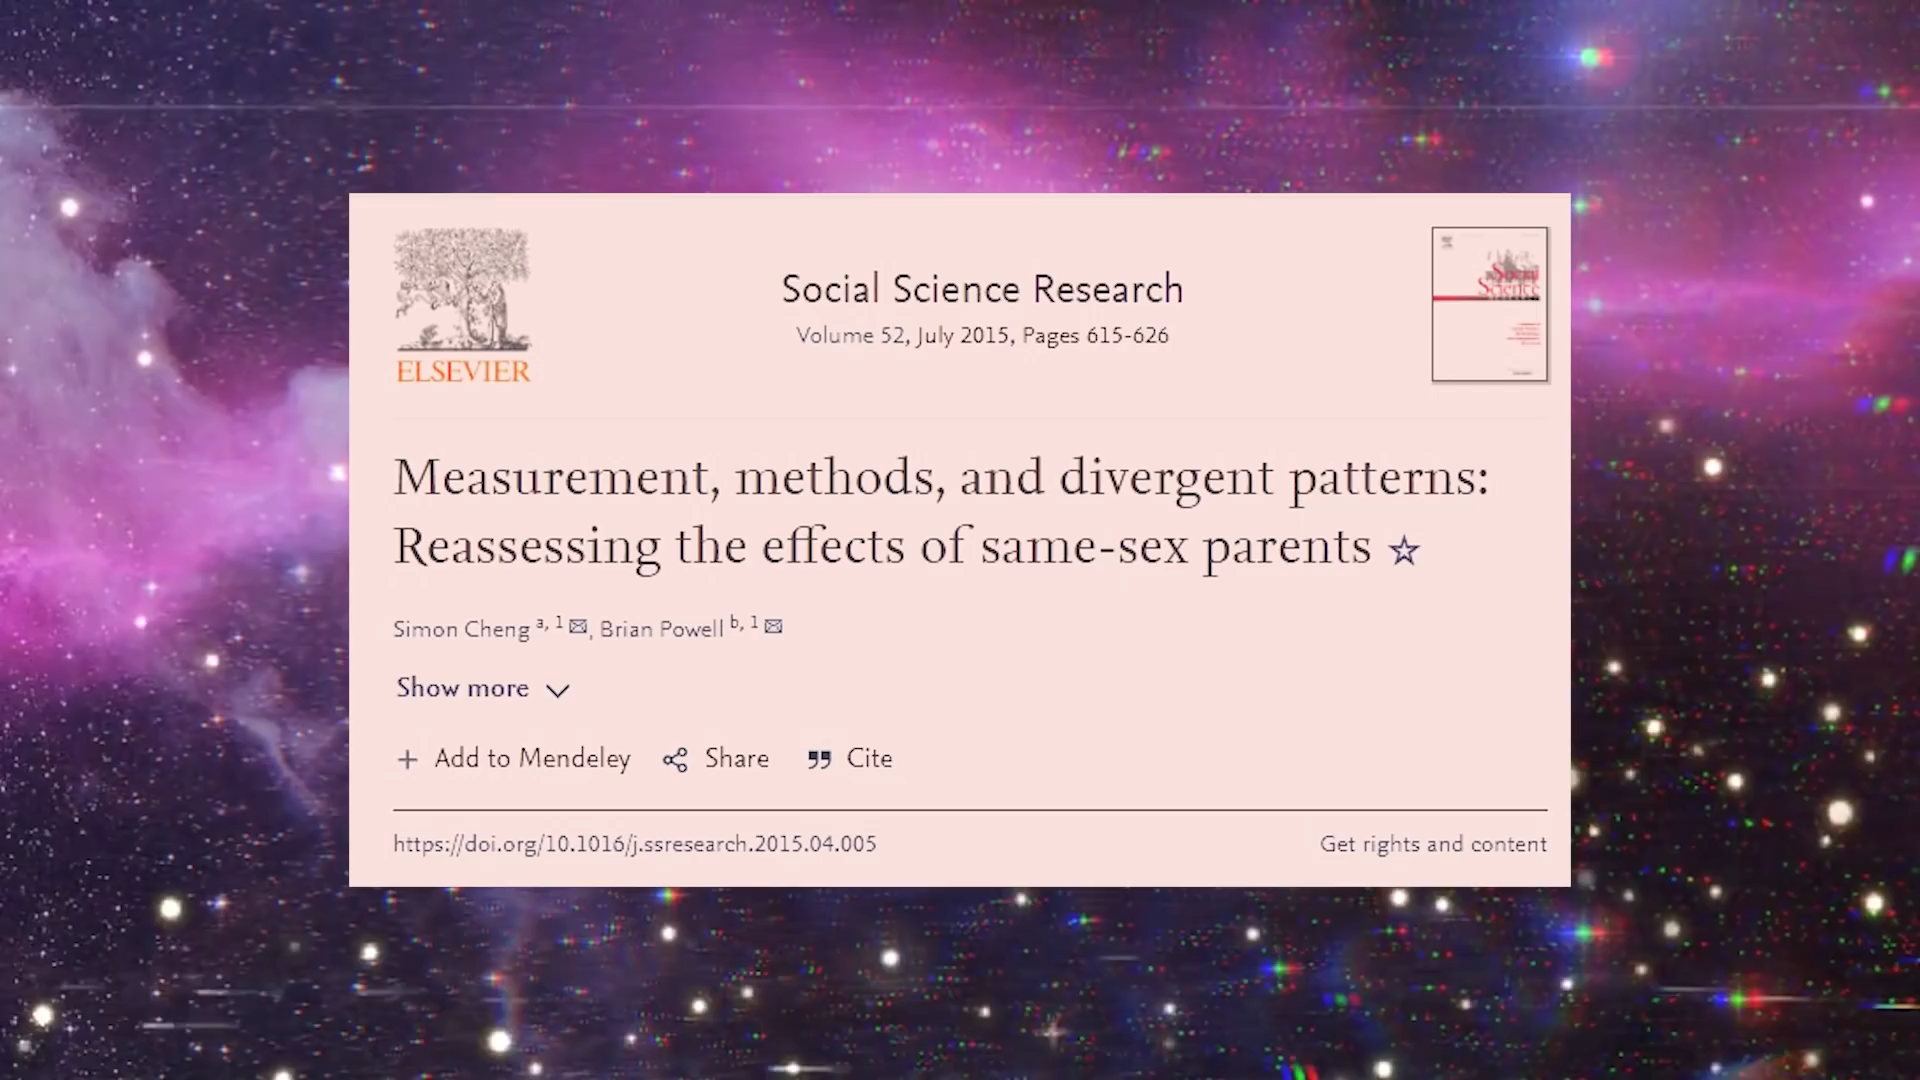 ELSEVIER
Social Science Research
Volume 52, July 2015, Pages 615-626
Social
Science
Measurement, methods, and divergent patterns:
Reassessing the effects of same-sex parents ☆
Simon Cheng a, 1 ✉, Brian Powell b, 1 ✉
Show more
+ Add to Mendeley Share Cite
https://doi.org/10.1016/j.ssresearch.2015.04.005 Get rights and content